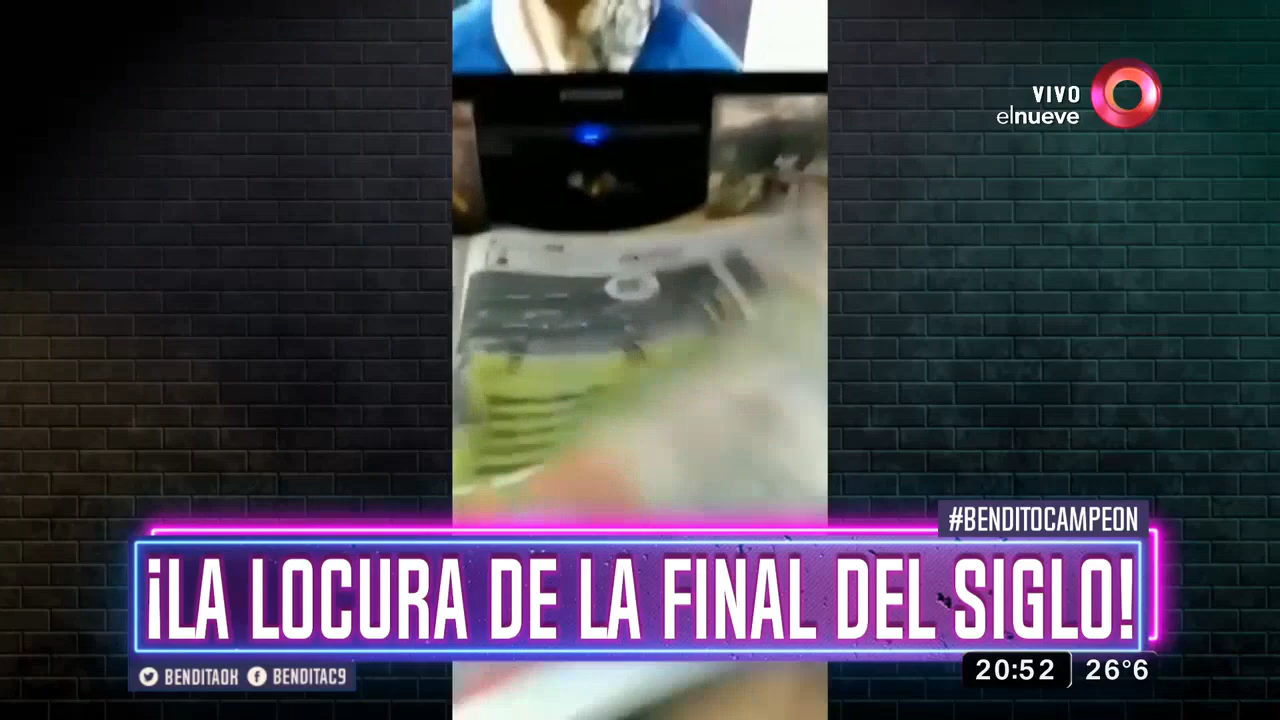 VIVO
elnueve
#BENDITOCAMPEON
¡LA LOCURA DE LA FINAL DEL SIGLO!
BENDITAOK BENDITAC9
20:52 26°6